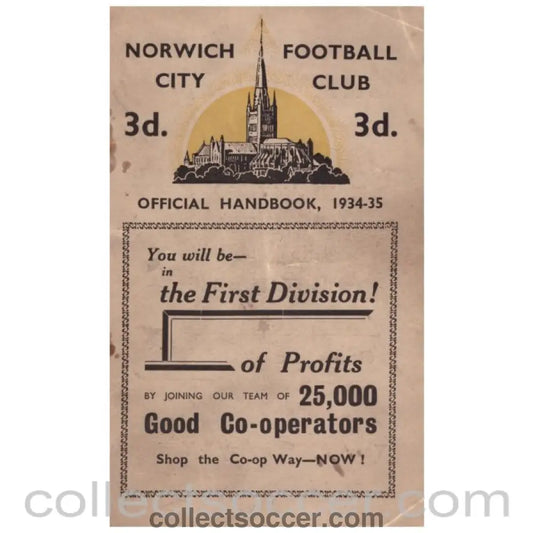 NORWICH FOOTBALL
CITY CLUB
3d. 3d.
OFFICIAL HANDBOOK, 1934-35
You will be—
in
the First Division!
of Profits
BY JOINING OUR TEAM OF 25,000
Good Co-operators
Shop the Co-op Way—NOW!
collectsoccer.com
collectsoccer.com